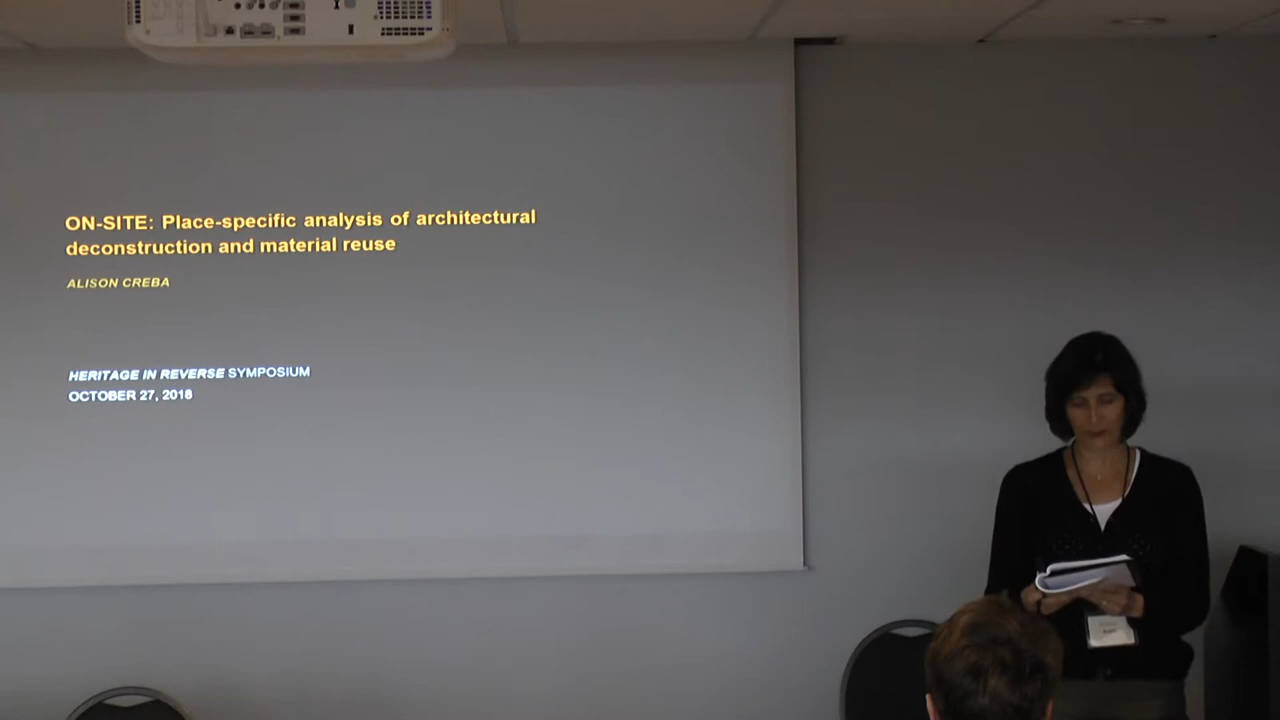 ON-SITE: Place-specific analysis of architectural
deconstruction and material reuse
ALISON CREBA
HERITAGE IN REVERSE SYMPOSIUM
OCTOBER 27, 2018